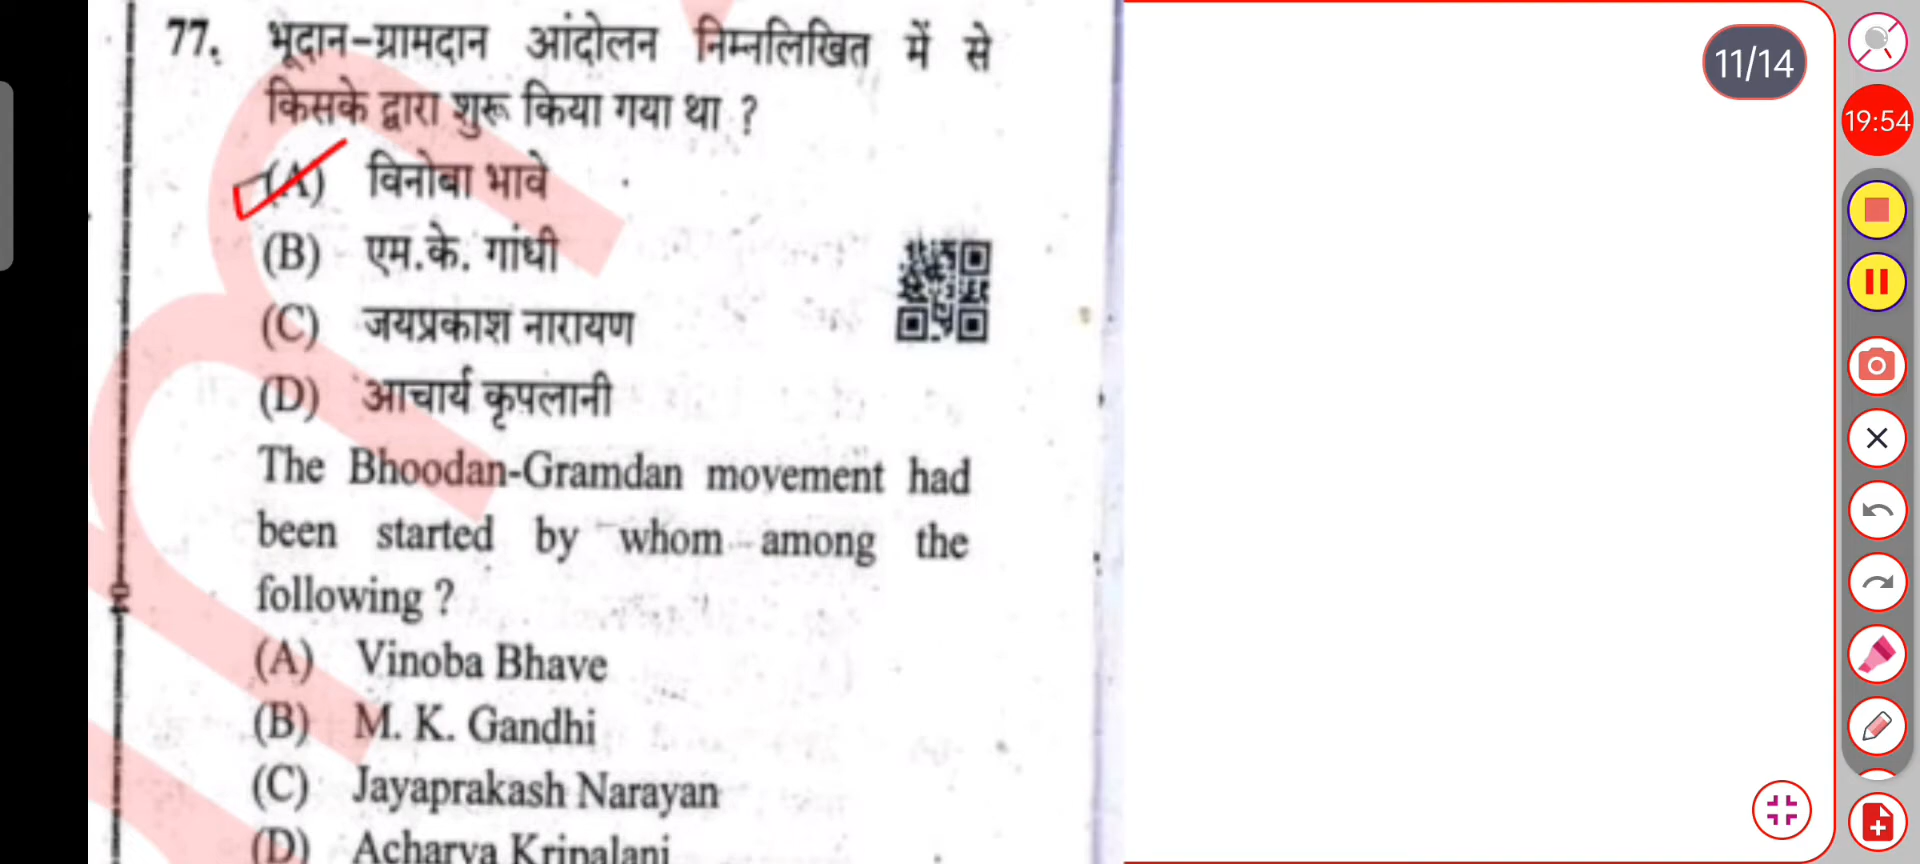 77. भूदान-ग्रामदान आंदोलन निम्नलिखित में से
किसके द्वारा शुरू किया गया था ?
(A) विनोबा भावे
(B) एम.के. गांधी
(C) जयप्रकाश नारायण
(D) आचार्य कृपलानी
The Bhoodan-Gramdan movement had
been started by whom among the
following ?
(A) Vinoba Bhave
(B) M. K. Gandhi
(C) Jayaprakash Narayan
(D) Acharya Kripalani
11/14
19:54